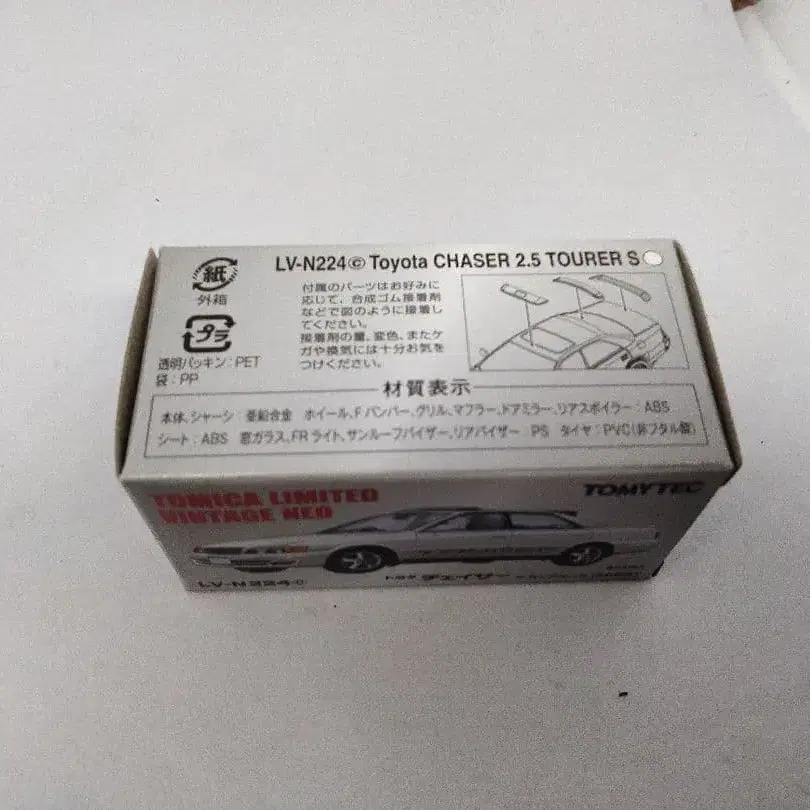 LV-N224© Toyota CHASER 2.5 TOURER S
紙
外箱
プラ
透明パッキン:PET
袋:PP
付属のパーツはお好みに
応じて、合成ゴム接着剤
などで図のように接着し
てください。
接着剤の量、変色、またケ
ガや換気には十分お気を
つけください。
材質表示
本体、シャーシ:亜鉛合金 ホイール、Fバンパー、グリル、マフラー、ドアミラー、リアスポイラー:ABS
シート:ABS 窓ガラス、FRライト、サンルーフバイザー、リアバイザー:PS タイヤ:PVC(非フタル酸)
TOMICA LIMITED
VINTAGE NEO
TOMYTEC
LV-N224©
トヨタ チェイサー